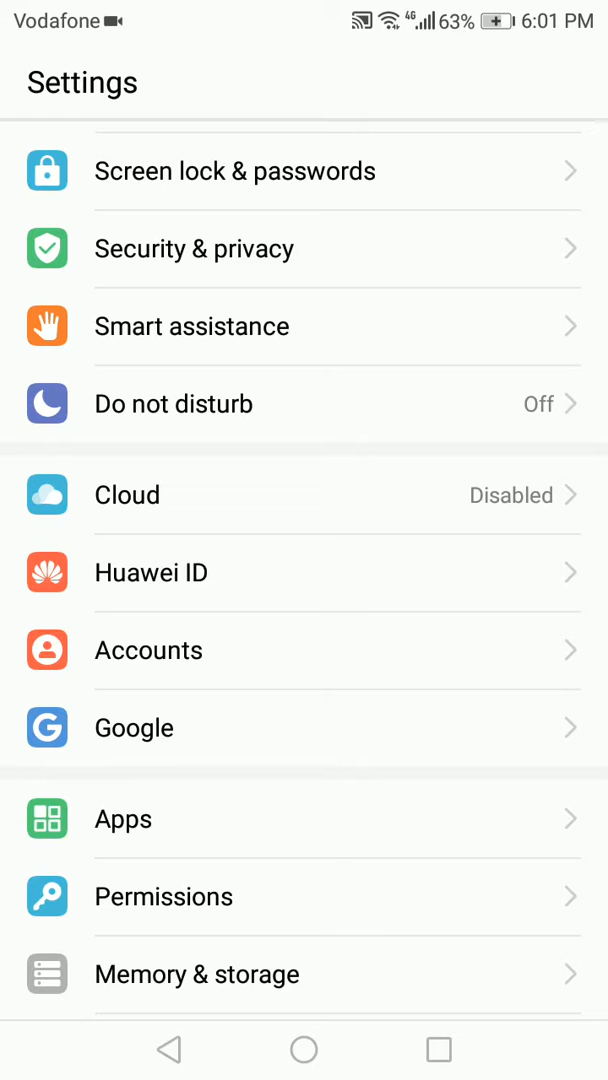 Vodafone 4G 63% 6:01 PM
Settings
Screen lock & passwords
Security & privacy
Smart assistance
Do not disturb Off
Cloud Disabled
Huawei ID
Accounts
Google
Apps
Permissions
Memory & storage